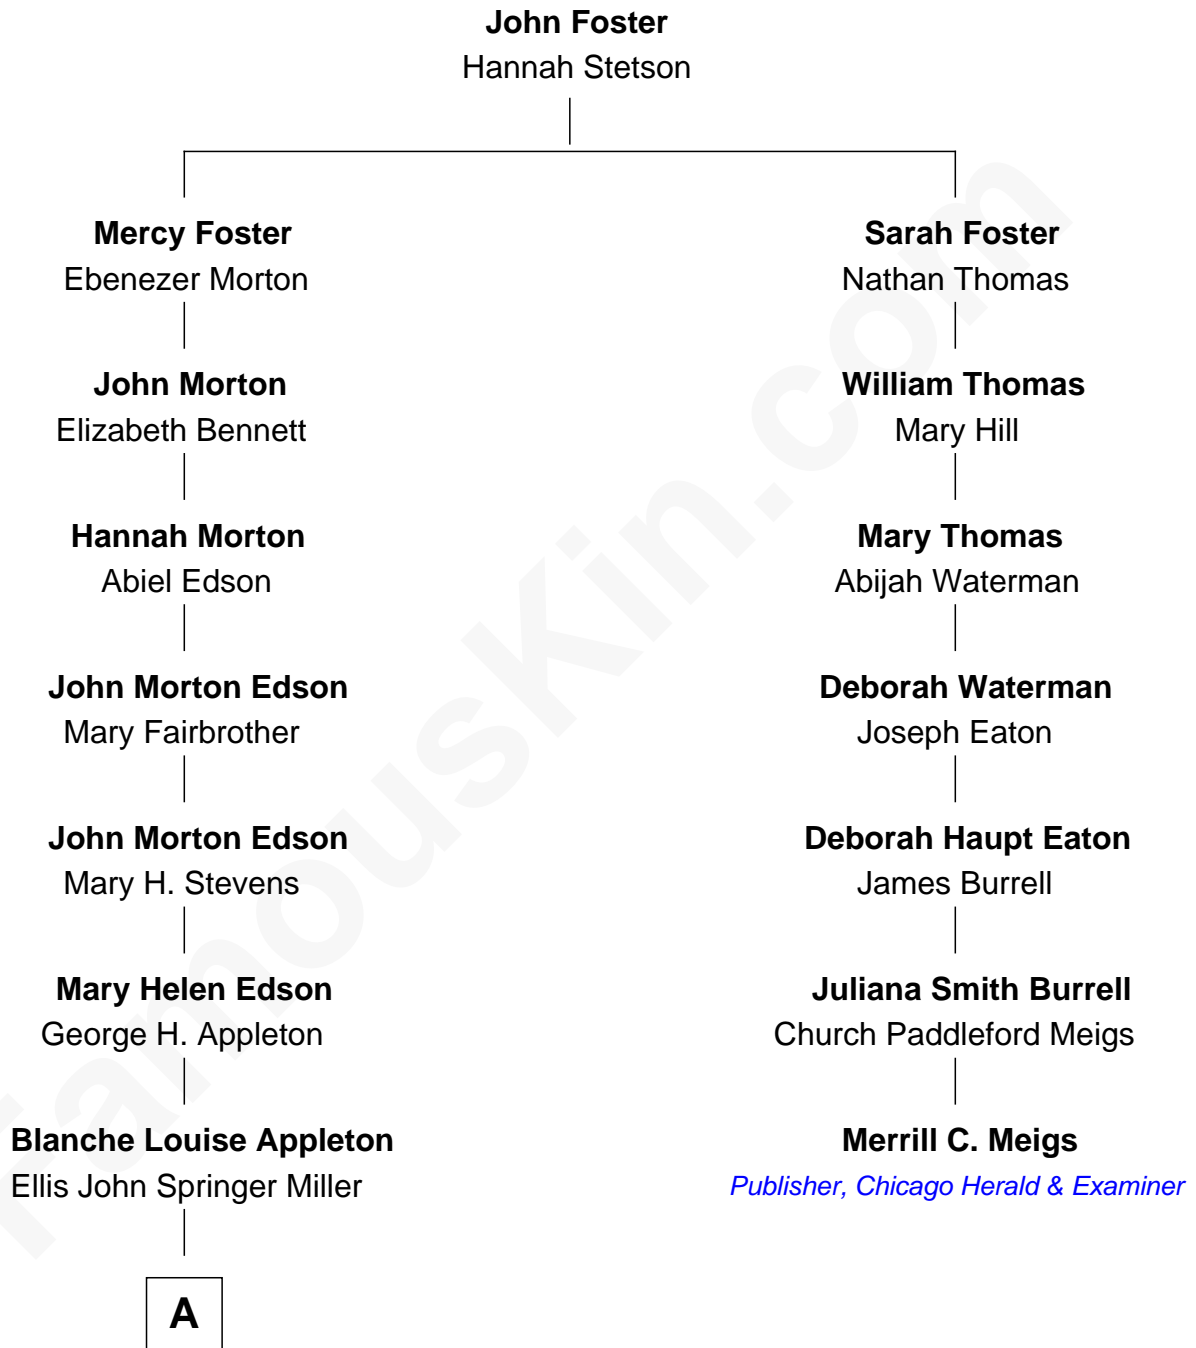 John Foster
Hannah Stetson
Mercy Foster
Ebenezer Morton
Sarah Foster
Nathan Thomas
John Morton
Elizabeth Bennett
William Thomas
Mary Hill
Hannah Morton
Abiel Edson
Mary Thomas
Abijah Waterman
John Morton Edson
Mary Fairbrother
Deborah Waterman
Joseph Eaton
John Morton Edson
Mary H. Stevens
Deborah Haupt Eaton
James Burrell
Mary Helen Edson
George H. Appleton
Juliana Smith Burrell
Church Paddleford Meigs
Blanche Louise Appleton
Ellis John Springer Miller
Merrill C. Meigs
Publisher, Chicago Herald & Examiner
A
FamousKin.com